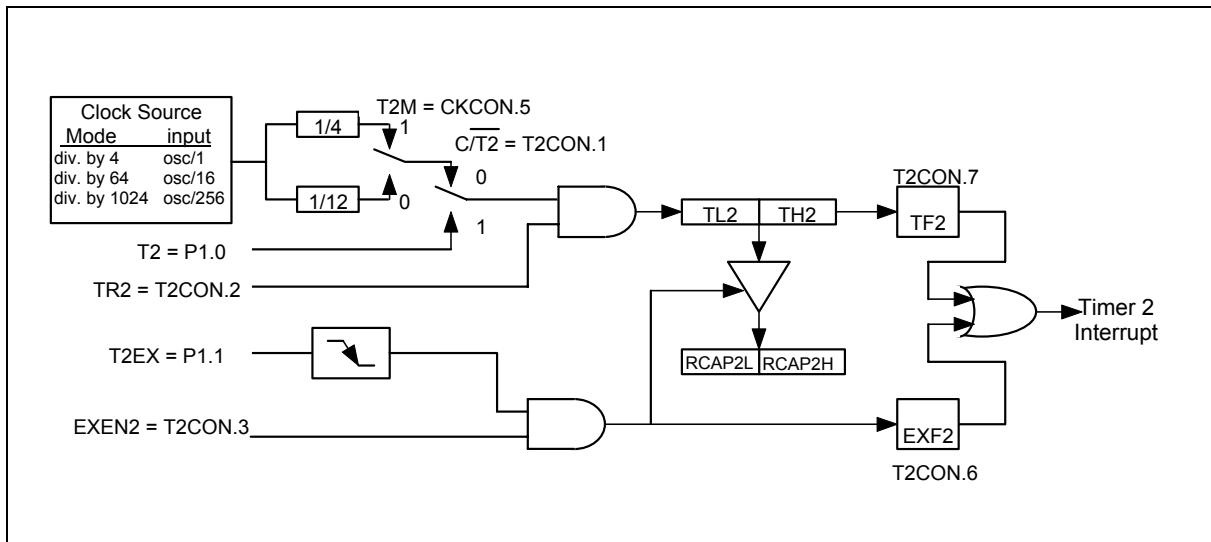 Clock Source
Mode input
div. by 4 osc/1
div. by 64 osc/16
div. by 1024 osc/256
1/4
1/12
T2M = CKCON.5
1
0
C/T2 = T2CON.1
0
1
T2 = P1.0
TR2 = T2CON.2
T2EX = P1.1
EXEN2 = T2CON.3
TL2 TH2
RCAP2L RCAP2H
T2CON.7
TF2
EXF2
T2CON.6
Timer 2
Interrupt